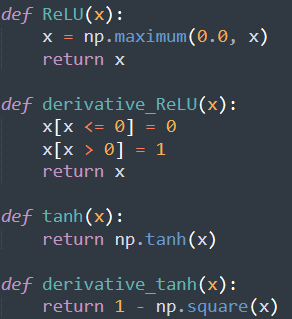 def ReLU(x):
    x = np.maximum(0.0, x)
    return x

def derivative_ReLU(x):
    x[x <= 0] = 0
    x[x > 0] = 1
    return x

def tanh(x):
    return np.tanh(x)

def derivative_tanh(x):
    return 1 - np.square(x)